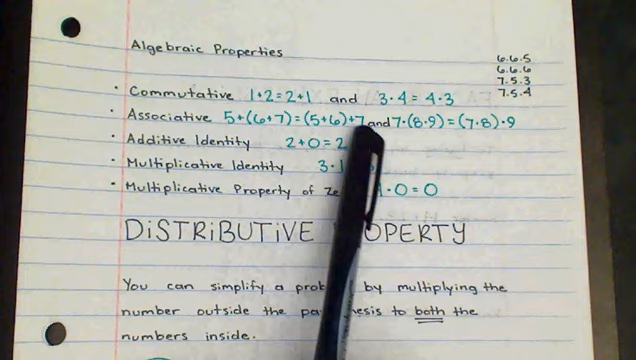 Algebraic Properties
6.6.5
6.6.6
7.5.3
7.5.4
• Commutative 1+2=2+1 and 3·4=4·3
• Associative 5+(6+7)=(5+6)+7 and 7·(8·9)=(7·8)·9
• Additive Identity 2+0=2
• Multiplicative Identity 3·1
• Multiplicative Property of ·0=0
DiSTRiBUTiVE PROPERTY
You can simplify a by multiplying the
number outside the to both the
numbers inside.